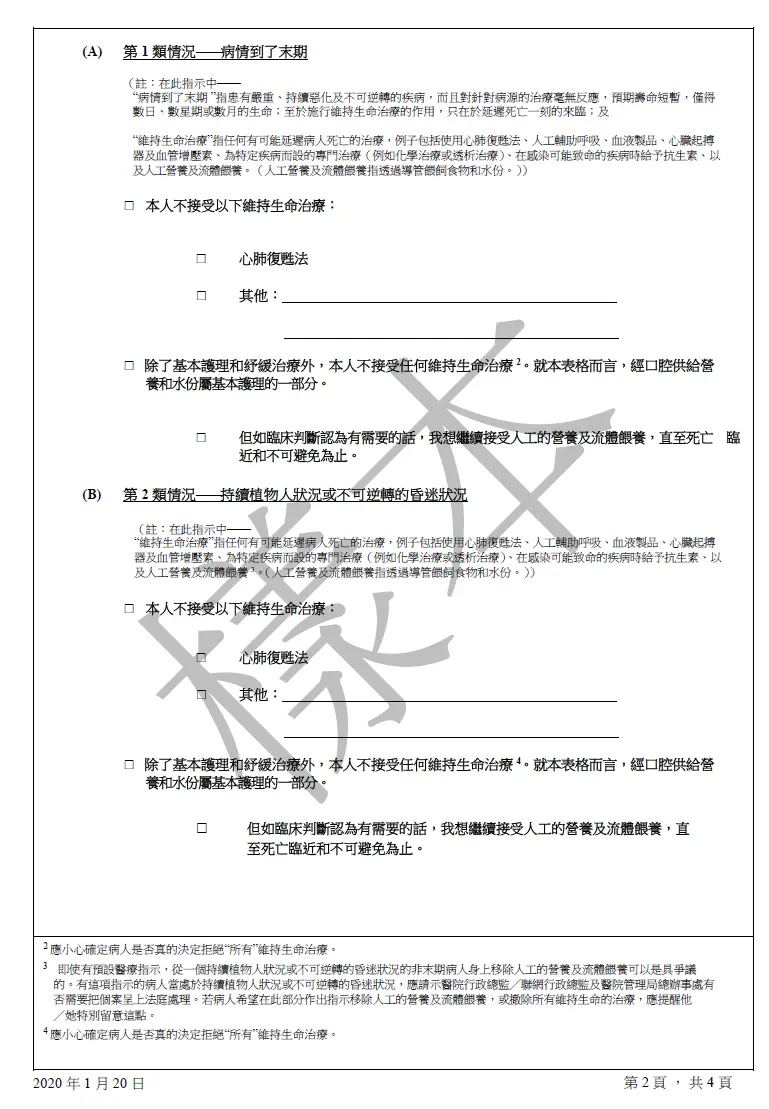 (A) 第 1 類情況——病情到了末期
（註：在此指示中——
“病情到了末期 ”指患有嚴重、持續惡化及不可逆轉的疾病，而且對針對病源的治療毫無反應，預期壽命短暫，僅得
數日、數星期或數月的生命；至於施行維持生命治療的作用，只在於延遲死亡一刻的來臨；及
“維持生命治療”指任何有可能延遲病人死亡的治療，例子包括使用心肺復甦法、人工輔助呼吸、血液製品、心臟起搏
器及血管增壓素、為特定疾病而設的專門治療（例如化學治療或透析治療）、在感染可能致命的疾病時給予抗生素、以
及人工營養及流體餵養。（人工營養及流體餵養指透過導管餵飼食物和水份。））
□ 本人不接受以下維持生命治療：
□ 心肺復甦法
□ 其他：
□ 除了基本護理和紓緩治療外，本人不接受任何維持生命治療 2。就本表格而言，經口腔供給營
養和水份屬基本護理的一部分。
□ 但如臨床判斷認為有需要的話，我想繼續接受人工的營養及流體餵養，直至死亡 臨
近和不可避免為止。
(B) 第 2 類情況——持續植物人狀況或不可逆轉的昏迷狀況
（註：在此指示中——
“維持生命治療”指任何有可能延遲病人死亡的治療，例子包括使用心肺復甦法、人工輔助呼吸、血液製品、心臟起搏
器及血管增壓素、為特定疾病而設的專門治療（例如化學治療或透析治療）、在感染可能致命的疾病時給予抗生素、以
及人工營養及流體餵養 3。（人工營養及流體餵養指透過導管餵飼食物和水份。））
□ 本人不接受以下維持生命治療：
□ 心肺復甦法
□ 其他：
□ 除了基本護理和紓緩治療外，本人不接受任何維持生命治療 4。就本表格而言，經口腔供給營
養和水份屬基本護理的一部分。
□ 但如臨床判斷認為有需要的話，我想繼續接受人工的營養及流體餵養，直
至死亡臨近和不可避免為止。
樣本
2 應小心確定病人是否真的決定拒絕“所有”維持生命治療。
3 即使有預設醫療指示，從一個持續植物人狀況或不可逆轉的昏迷狀況的非末期病人身上移除人工的營養及流體餵養可以是具爭議
的。有這項指示的病人當處於持續植物人狀況或不可逆轉的昏迷狀況，應請示醫院行政總監／聯網行政總監及醫院管理局總辦事處有
否需要把個案呈上法庭處理。若病人希望在此部分作出指示移除人工的營養及流體餵養，或撤除所有維持生命的治療，應提醒他
／她特別留意這點。
4 應小心確定病人是否真的決定拒絕“所有”維持生命治療。
2020 年 1 月 20 日
第 2 頁 ， 共 4 頁